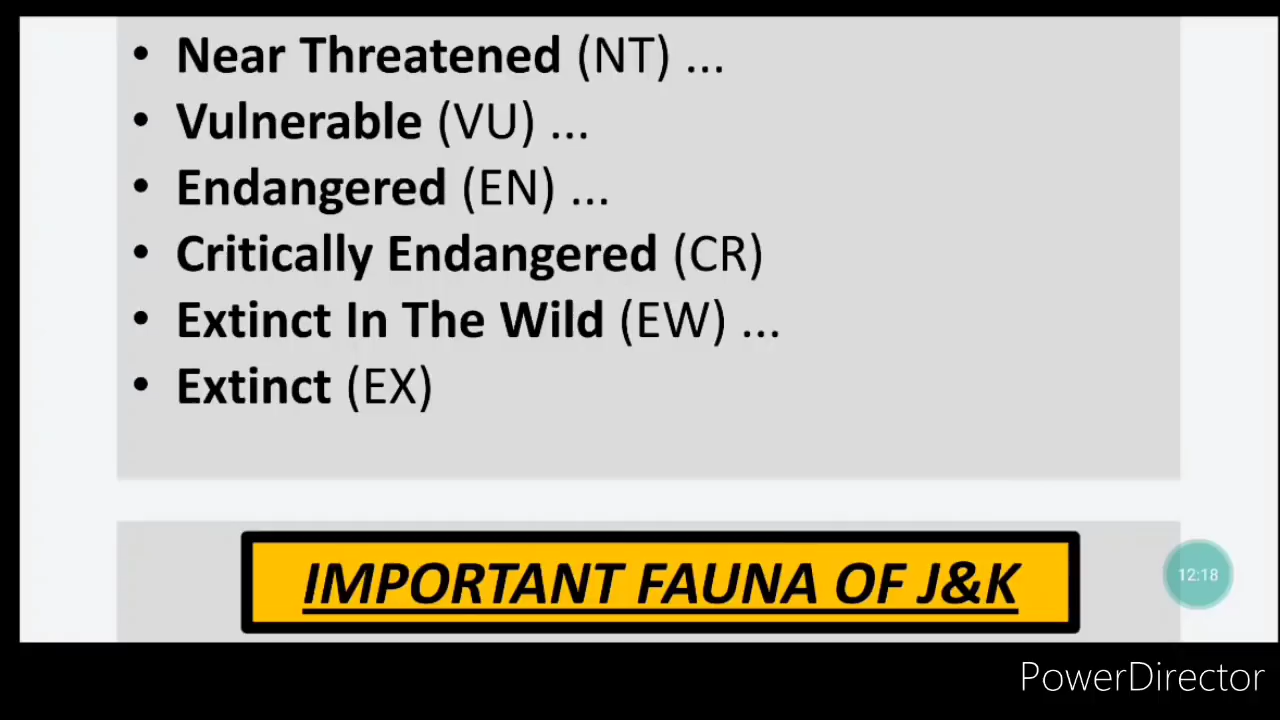 • Near Threatened (NT) ...
• Vulnerable (VU) ...
• Endangered (EN) ...
• Critically Endangered (CR)
• Extinct In The Wild (EW) ...
• Extinct (EX)
IMPORTANT FAUNA OF J&K
12:18
PowerDirector